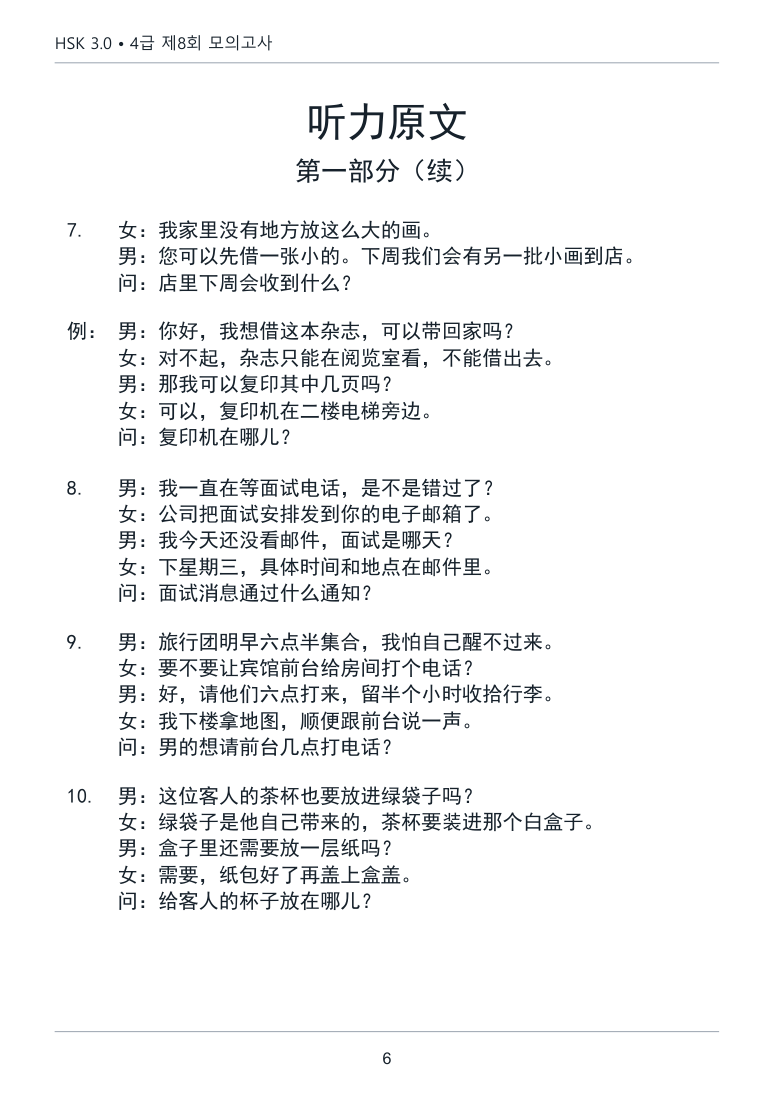 HSK 3.0 • 4급 제8회 모의고사
听力原文
第一部分（续）
7. 女：我家里没有地方放这么大的画。
男：您可以先借一张小的。下周我们会有另一批小画到店。
问：店里下周会收到什么？
例： 男：你好，我想借这本杂志，可以带回家吗？
女：对不起，杂志只能在阅览室看，不能借出去。
男：那我可以复印其中几页吗？
女：可以，复印机在二楼电梯旁边。
问：复印机在哪儿？
8. 男：我一直在等面试电话，是不是错过了？
女：公司把面试安排发到你的电子邮箱了。
男：我今天还没看邮件，面试是哪天？
女：下星期三，具体时间和地点在邮件里。
问：面试消息通过什么通知？
9. 男：旅行团明早六点半集合，我怕自己醒不过来。
女：要不要让宾馆前台给房间打个电话？
男：好，请他们六点打来，留半个小时收拾行李。
女：我下楼拿地图，顺便跟前台说一声。
问：男的想请前台几点打电话？
10. 男：这位客人的茶杯也要放进绿袋子吗？
女：绿袋子是他自己带来的，茶杯要装进那个白盒子。
男：盒子里还需要放一层纸吗？
女：需要，纸包好了再盖上盒盖。
问：给客人的杯子放在哪儿？
6